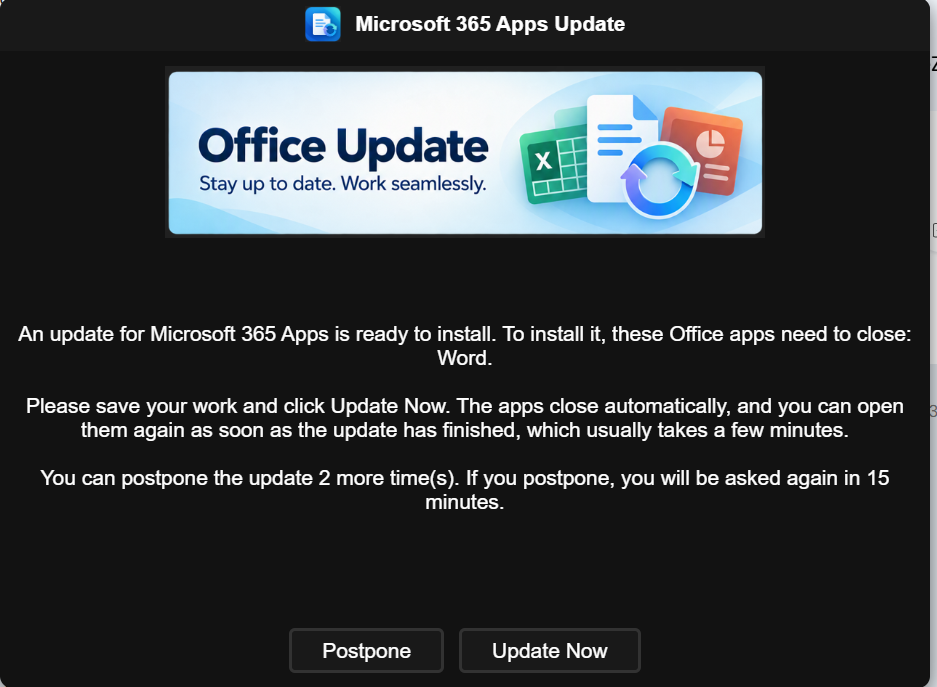 Microsoft 365 Apps Update
Office Update
Stay up to date. Work seamlessly.
X
An update for Microsoft 365 Apps is ready to install. To install it, these Office apps need to close:
Word.
Please save your work and click Update Now. The apps close automatically, and you can open
them again as soon as the update has finished, which usually takes a few minutes.
You can postpone the update 2 more time(s). If you postpone, you will be asked again in 15
minutes.
Postpone
Update Now